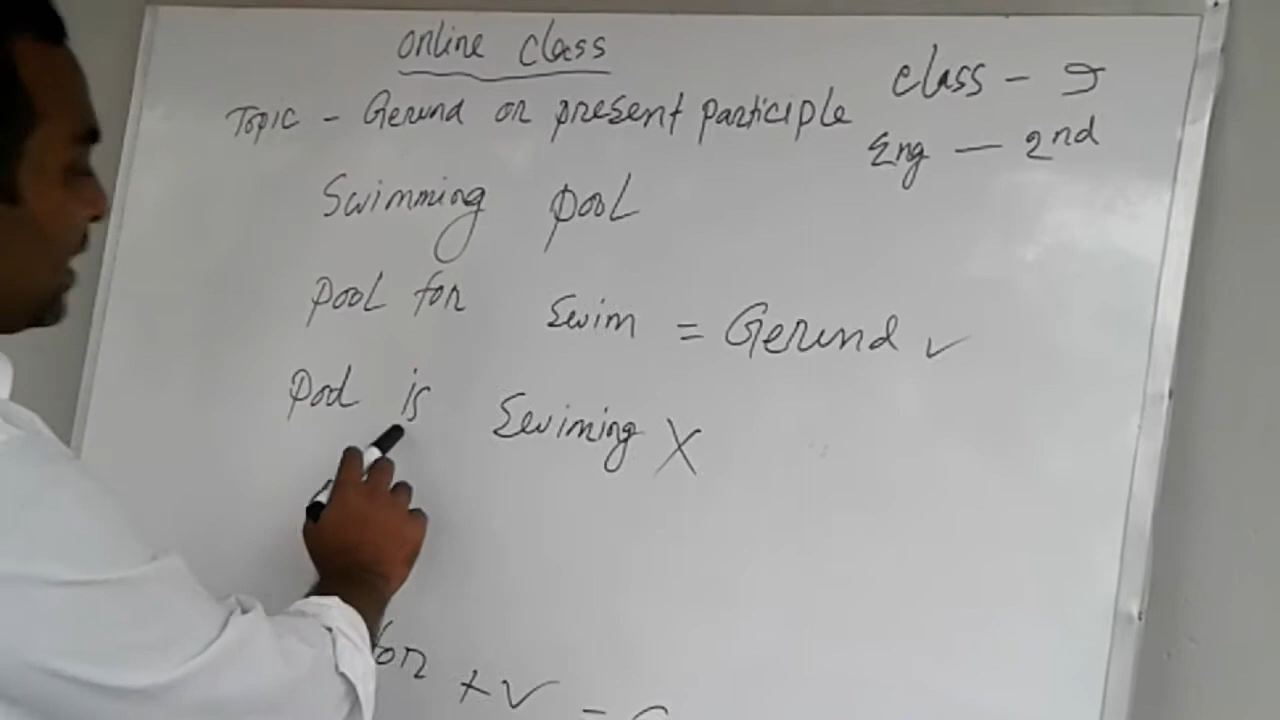 online class
Topic - Gerund or present participle
class - 9
Eng - 2nd
Swimming pool
pool for Swim = Gerund ✓
pool is Swiming X
for + V =